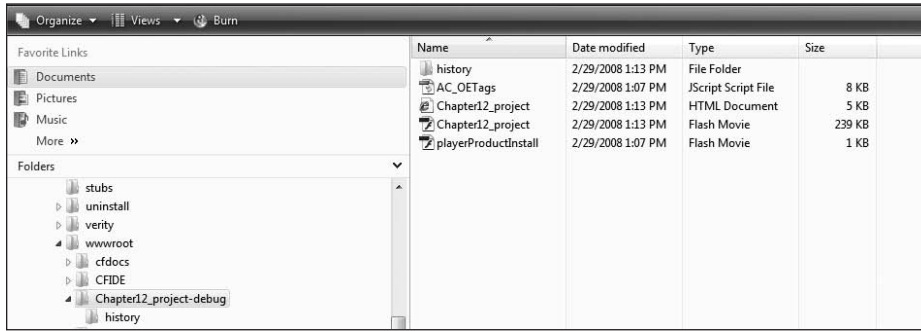 Organize Views Burn
Favorite Links
Documents
Pictures
Music
More »
Folders
stubs
uninstall
verity
wwwroot
cfdocs
CFIDE
Chapter12_project-debug
history
Name Date modified Type Size
history 2/29/2008 1:13 PM File Folder
AC_OETags 2/29/2008 1:07 PM JScript Script File 8 KB
Chapter12_project 2/29/2008 1:13 PM HTML Document 5 KB
Chapter12_project 2/29/2008 1:13 PM Flash Movie 239 KB
playerProductInstall 2/29/2008 1:07 PM Flash Movie 1 KB